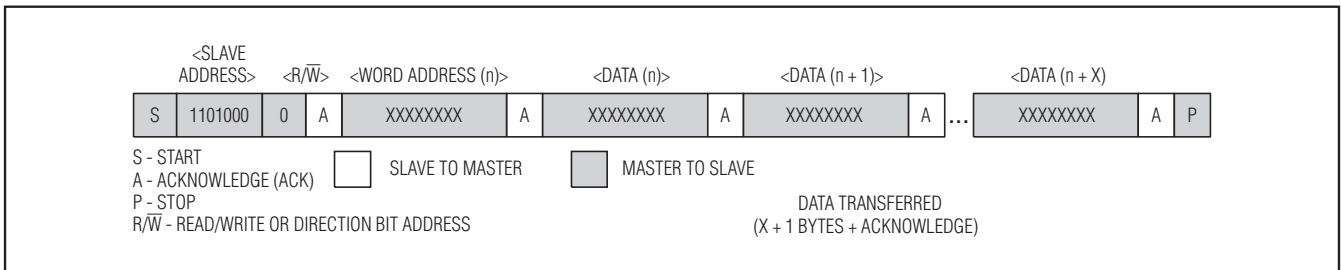 <SLAVE
ADDRESS> <R/W̅> <WORD ADDRESS (n)> <DATA (n)> <DATA (n + 1)> <DATA (n + X)
S 1101000 0 A XXXXXXXX A XXXXXXXX A XXXXXXXX A ... XXXXXXXX A P
S - START
A - ACKNOWLEDGE (ACK) SLAVE TO MASTER MASTER TO SLAVE
P - STOP DATA TRANSFERRED
R/W̅ - READ/WRITE OR DIRECTION BIT ADDRESS (X + 1 BYTES + ACKNOWLEDGE)